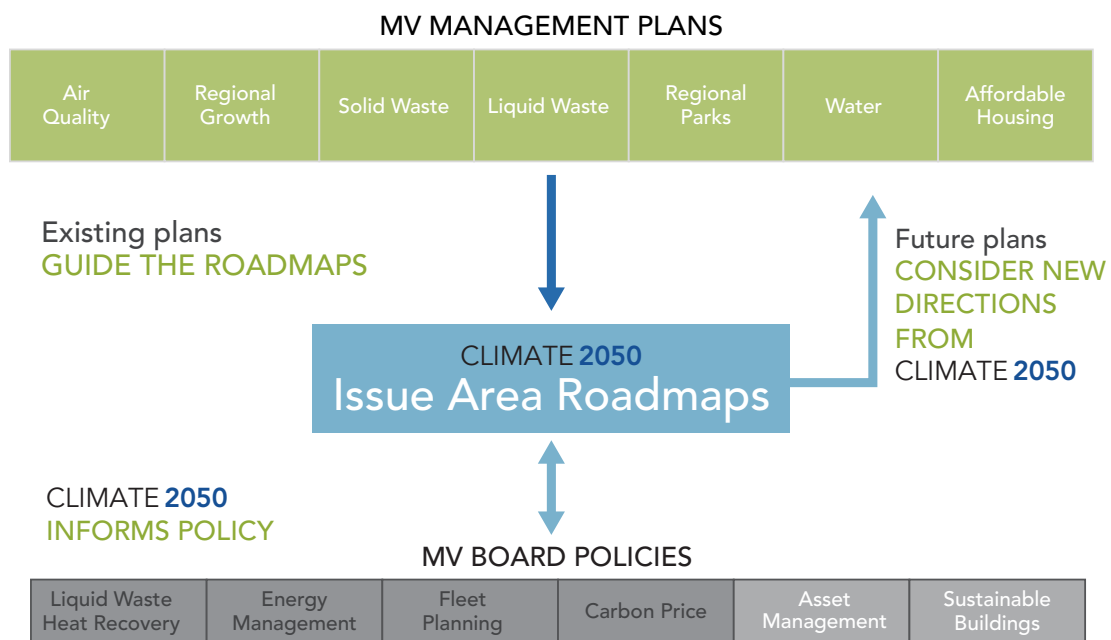 MV MANAGEMENT PLANS
Air
Quality
Regional
Growth
Solid Waste
Liquid Waste
Regional
Parks
Water
Affordable
Housing
Existing plans
GUIDE THE ROADMAPS
Future plans
CONSIDER NEW
DIRECTIONS
FROM
CLIMATE 2050
CLIMATE 2050
Issue Area Roadmaps
CLIMATE 2050
INFORMS POLICY
MV BOARD POLICIES
Liquid Waste
Heat Recovery
Energy
Management
Fleet
Planning
Carbon Price
Asset
Management
Sustainable
Buildings